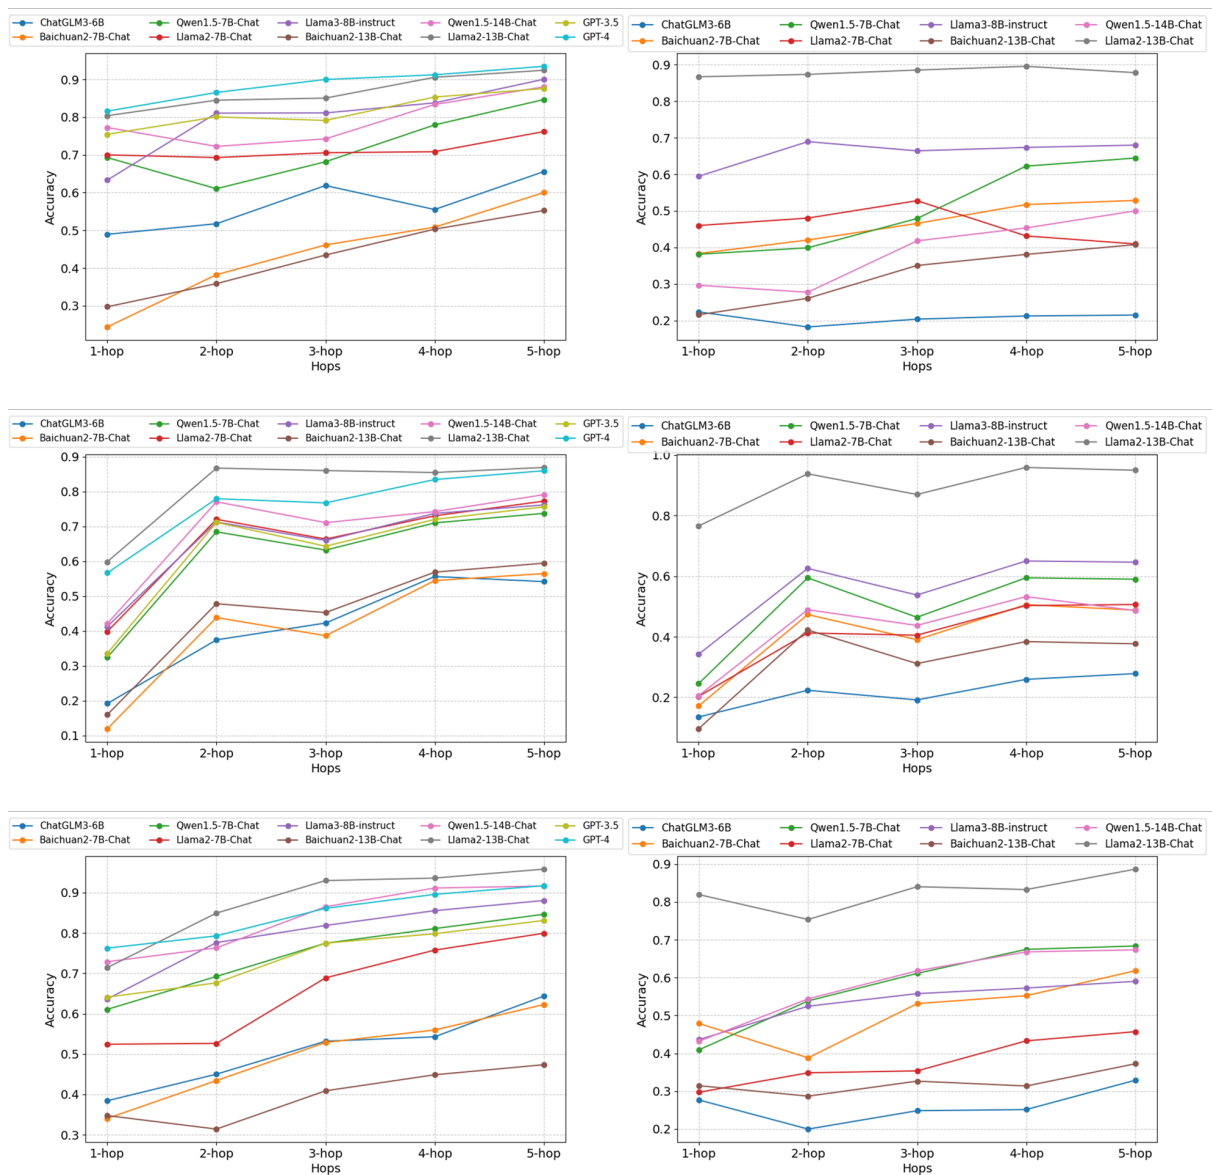 ChatGLM3-6B Qwen1.5-7B-Chat Llama3-8B-instruct Qwen1.5-14B-Chat GPT-3.5
Baichuan2-7B-Chat Llama2-7B-Chat Baichuan2-13B-Chat Llama2-13B-Chat GPT-4
0.9
0.8
0.7
0.6
0.5
0.4
0.3
Accuracy
1-hop 2-hop 3-hop 4-hop 5-hop
Hops
ChatGLM3-6B Qwen1.5-7B-Chat Llama3-8B-instruct Qwen1.5-14B-Chat
Baichuan2-7B-Chat Llama2-7B-Chat Baichuan2-13B-Chat Llama2-13B-Chat
0.9
0.8
0.7
0.6
0.5
0.4
0.3
0.2
Accuracy
1-hop 2-hop 3-hop 4-hop 5-hop
Hops
ChatGLM3-6B Qwen1.5-7B-Chat Llama3-8B-instruct Qwen1.5-14B-Chat GPT-3.5
Baichuan2-7B-Chat Llama2-7B-Chat Baichuan2-13B-Chat Llama2-13B-Chat GPT-4
0.9
0.8
0.7
0.6
0.5
0.4
0.3
0.2
0.1
Accuracy
1-hop 2-hop 3-hop 4-hop 5-hop
Hops
ChatGLM3-6B Qwen1.5-7B-Chat Llama3-8B-instruct Qwen1.5-14B-Chat
Baichuan2-7B-Chat Llama2-7B-Chat Baichuan2-13B-Chat Llama2-13B-Chat
1.0
0.8
0.6
0.4
0.2
Accuracy
1-hop 2-hop 3-hop 4-hop 5-hop
Hops
ChatGLM3-6B Qwen1.5-7B-Chat Llama3-8B-instruct Qwen1.5-14B-Chat GPT-3.5
Baichuan2-7B-Chat Llama2-7B-Chat Baichuan2-13B-Chat Llama2-13B-Chat GPT-4
0.9
0.8
0.7
0.6
0.5
0.4
0.3
Accuracy
1-hop 2-hop 3-hop 4-hop 5-hop
Hops
ChatGLM3-6B Qwen1.5-7B-Chat Llama3-8B-instruct Qwen1.5-14B-Chat
Baichuan2-7B-Chat Llama2-7B-Chat Baichuan2-13B-Chat Llama2-13B-Chat
0.9
0.8
0.7
0.6
0.5
0.4
0.3
0.2
Accuracy
1-hop 2-hop 3-hop 4-hop 5-hop
Hops